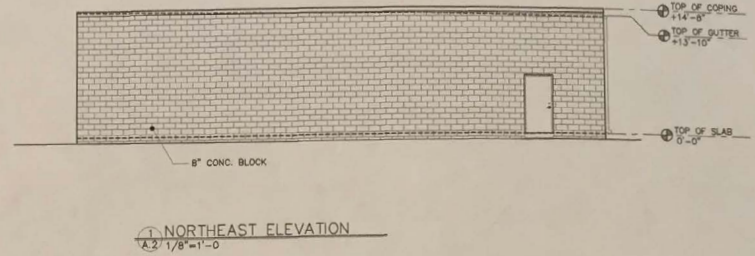 TOP OF COPING
+14'-8"
TOP OF GUTTER
+13'-10"
TOP OF SLAB
0'-0"
8" CONC. BLOCK
1 NORTHEAST ELEVATION
A.2 1/8"=1'-0